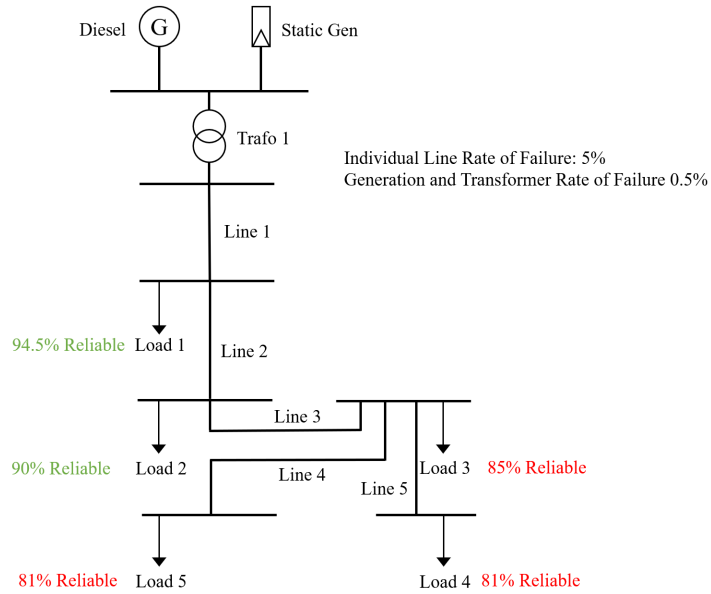 Diesel
G
Static Gen
Trafo 1
Individual Line Rate of Failure: 5%
Generation and Transformer Rate of Failure 0.5%
Line 1
94.5% Reliable
Load 1
Line 2
Line 3
90% Reliable
Load 2
Line 4
Load 3
85% Reliable
Line 5
81% Reliable
Load 5
Load 4
81% Reliable